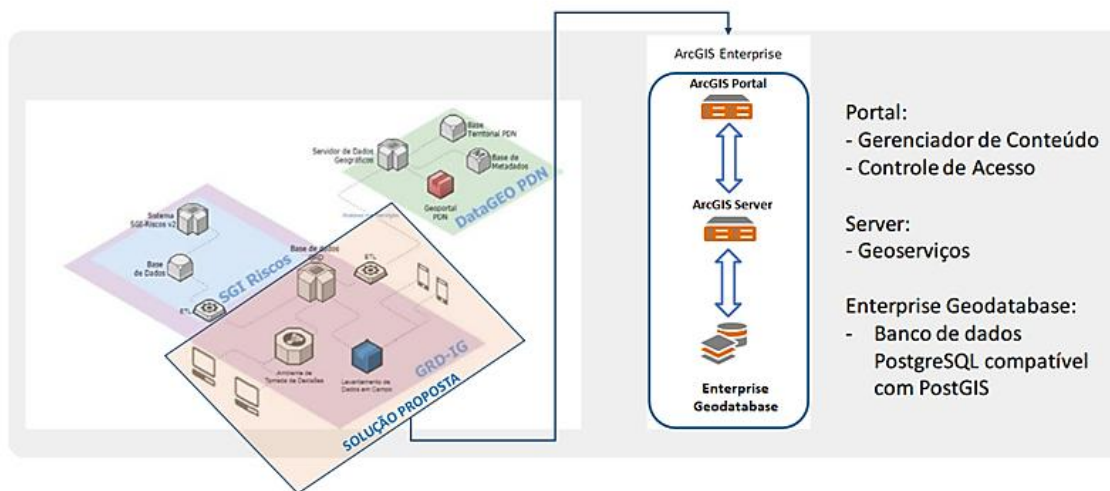 ArcGIS Enterprise
ArcGIS Portal
ArcGIS Server
Enterprise
Geodatabase
Portal:
- Gerenciador de Conteúdo
- Controle de Acesso
Server:
- Geoserviços
Enterprise Geodatabase:
- Banco de dados
PostgreSQL compatível
com PostGIS
Base
Territorial PDN
Servidor de Dados
Geográficos
Base de
Metadados
Geoportal
PDN
DataGEO PDN
Sistema
SGI-Riscos v2
Base
de Dados
ETL
SGI Riscos
Base de dados
ETL
Ambiente de
Tomada de Decisões
Levantamento de
Dados em Campo
GRD-IG
SOLUÇÃO PROPOSTA